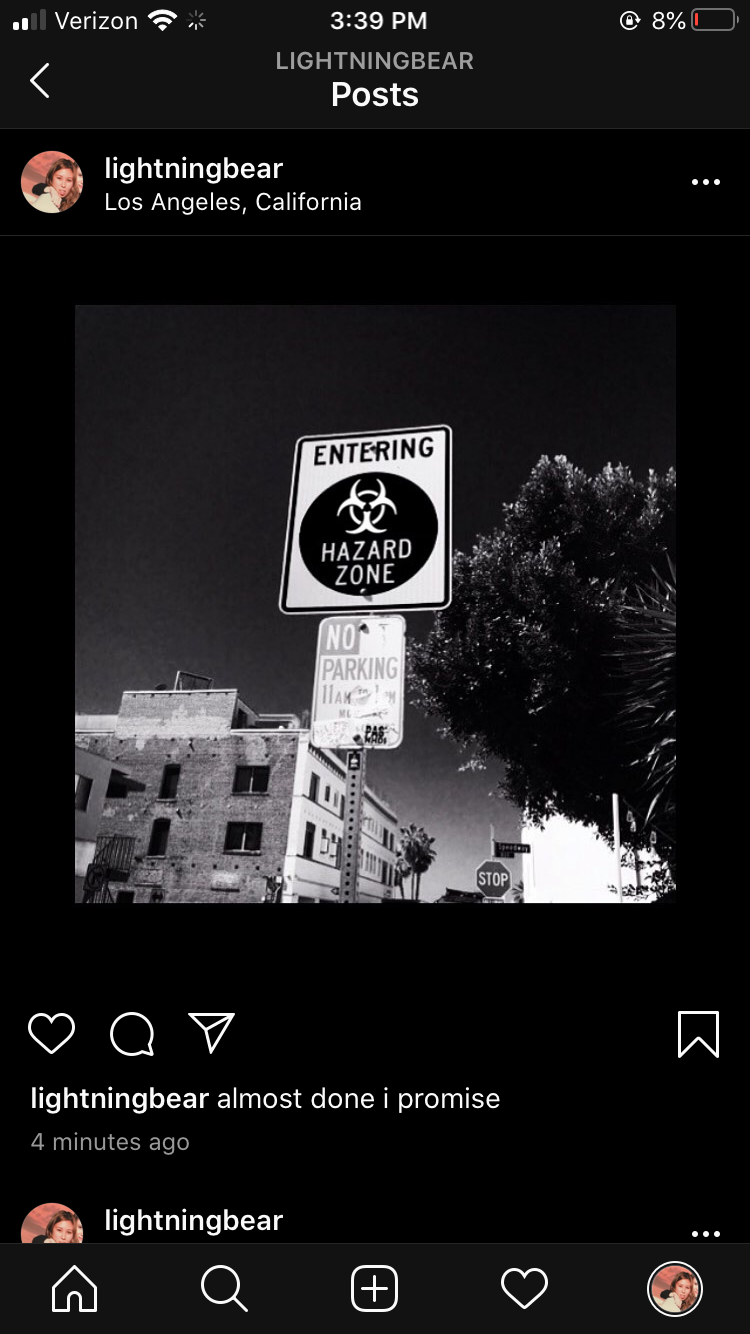 Verizon 3:39 PM 8%
LIGHTNINGBEAR
Posts
lightningbear
Los Angeles, California
ENTERING
HAZARD
ZONE
NO
PARKING
STOP
lightningbear almost done i promise
4 minutes ago
lightningbear